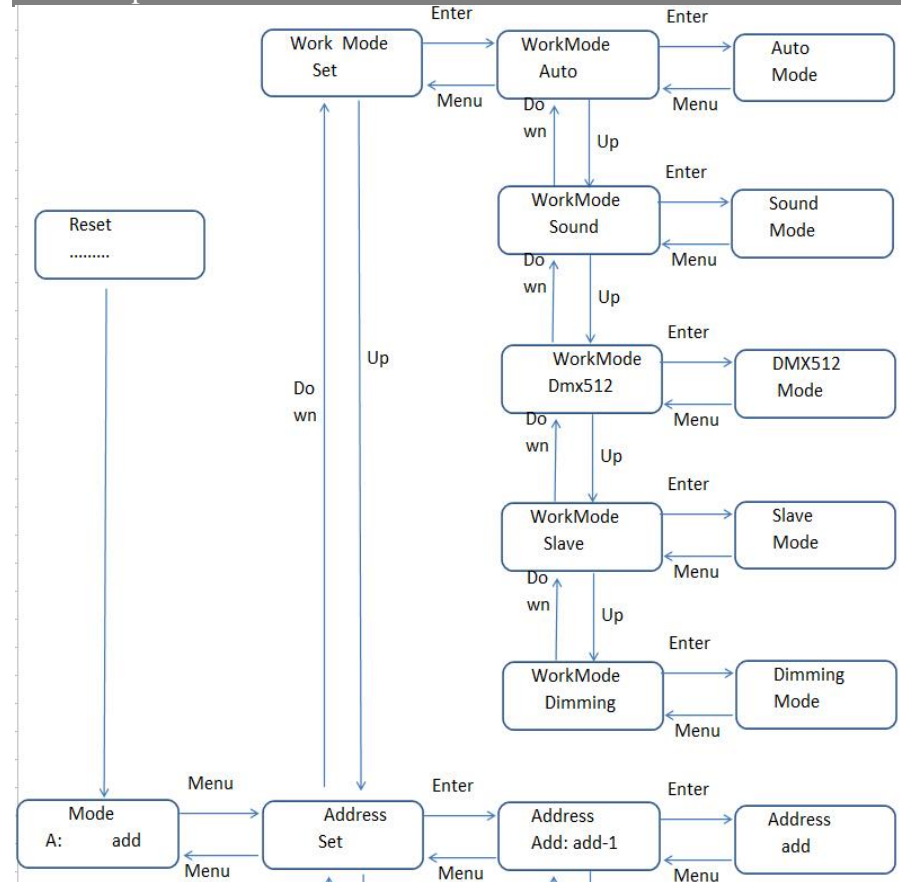 Enter
Enter
Work Mode
Set
WorkMode
Auto
Auto
Mode
Menu
Menu
Do
wn
Up
Enter
WorkMode
Sound
Sound
Mode
Reset
.........
Menu
Do
wn
Up
Enter
Up
WorkMode
Dmx512
DMX512
Mode
Do
wn
Menu
Do
wn
Up
Enter
WorkMode
Slave
Slave
Mode
Menu
Do
wn
Up
Enter
WorkMode
Dimming
Dimming
Mode
Menu
Menu
Enter
Enter
Mode
A: add
Address
Set
Address
Add: add-1
Address
add
Menu
Menu
Menu